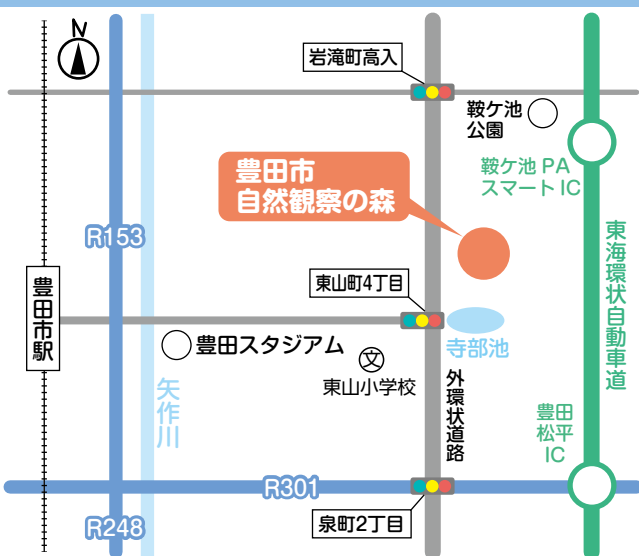 N
岩滝町高入
鞍ケ池
公園
鞍ケ池 PA
スマート IC
豊田市
自然観察の森
R153
東海環状自動車道
東山町4丁目
豊田市駅
豊田スタジアム
寺部池
文
東山小学校
矢作川
外環状道路
豊田
松平
IC
R301
泉町2丁目
R248